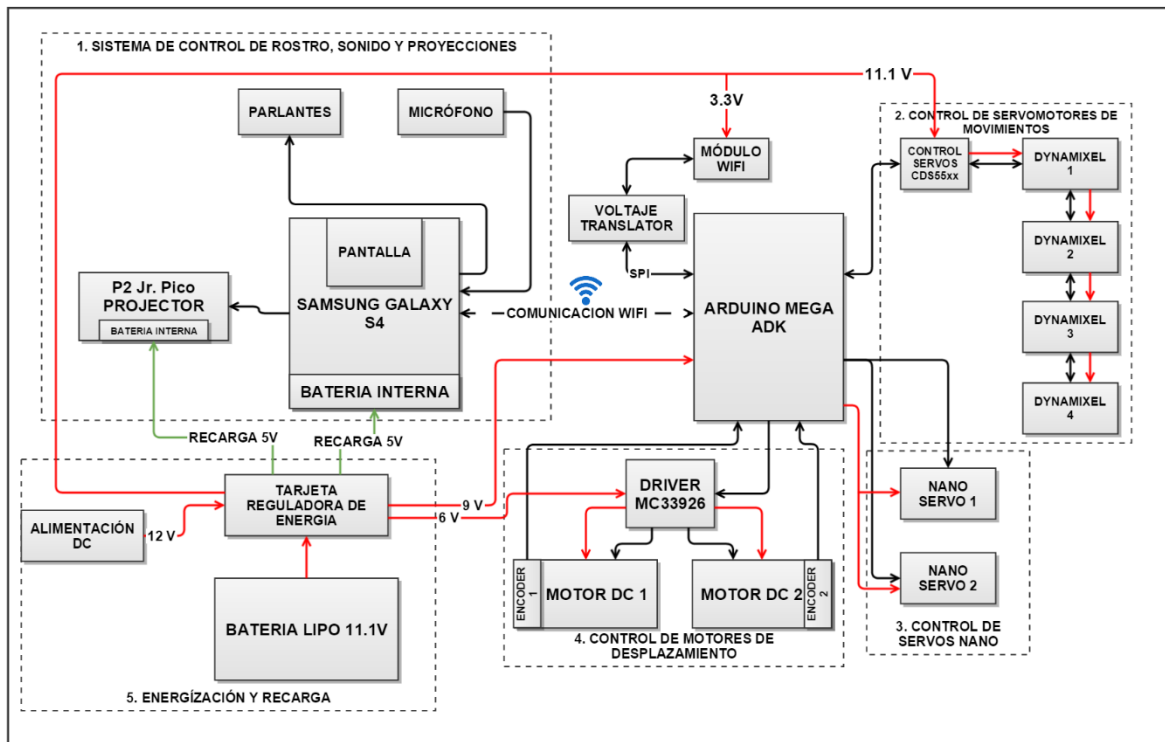 1. SISTEMA DE CONTROL DE ROSTRO, SONIDO Y PROYECCIONES
11.1 V
3.3V
PARLANTES
MICRÓFONO
2. CONTROL DE SERVOMOTORES DE
MOVIMIENTOS
CONTROL
SERVOS
CDS55xx
DYNAMIXEL
1
MÓDULO
WIFI
VOLTAJE
TRANSLATOR
SPI
PANTALLA
SAMSUNG GALAXY
S4
BATERIA INTERNA
P2 Jr. Pico
PROJECTOR
BATERIA INTERNA
COMUNICACION WIFI
ARDUINO MEGA
ADK
DYNAMIXEL
2
DYNAMIXEL
3
DYNAMIXEL
4
RECARGA 5V
RECARGA 5V
TARJETA
REGULADORA DE
ENERGIA
ALIMENTACIÓN
DC
12 V
9 V
6 V
BATERIA LIPO 11.1V
5. ENERGÍZACIÓN Y RECARGA
DRIVER
MC33926
ENCODER
1
MOTOR DC 1
MOTOR DC 2
ENCODER
2
4. CONTROL DE MOTORES DE
DESPLAZAMIENTO
NANO
SERVO 1
NANO
SERVO 2
3. CONTROL DE
SERVOS NANO